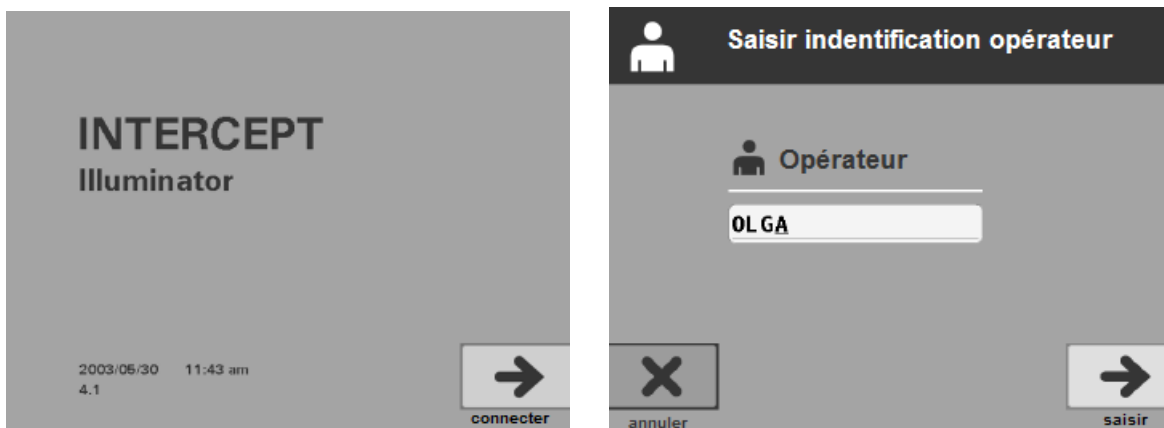 INTERCEPT
Illuminator
2003/05/30 11:43 am
4.1
connecter
Saisir indentification opérateur
Opérateur
OLGA
annuler
saisir